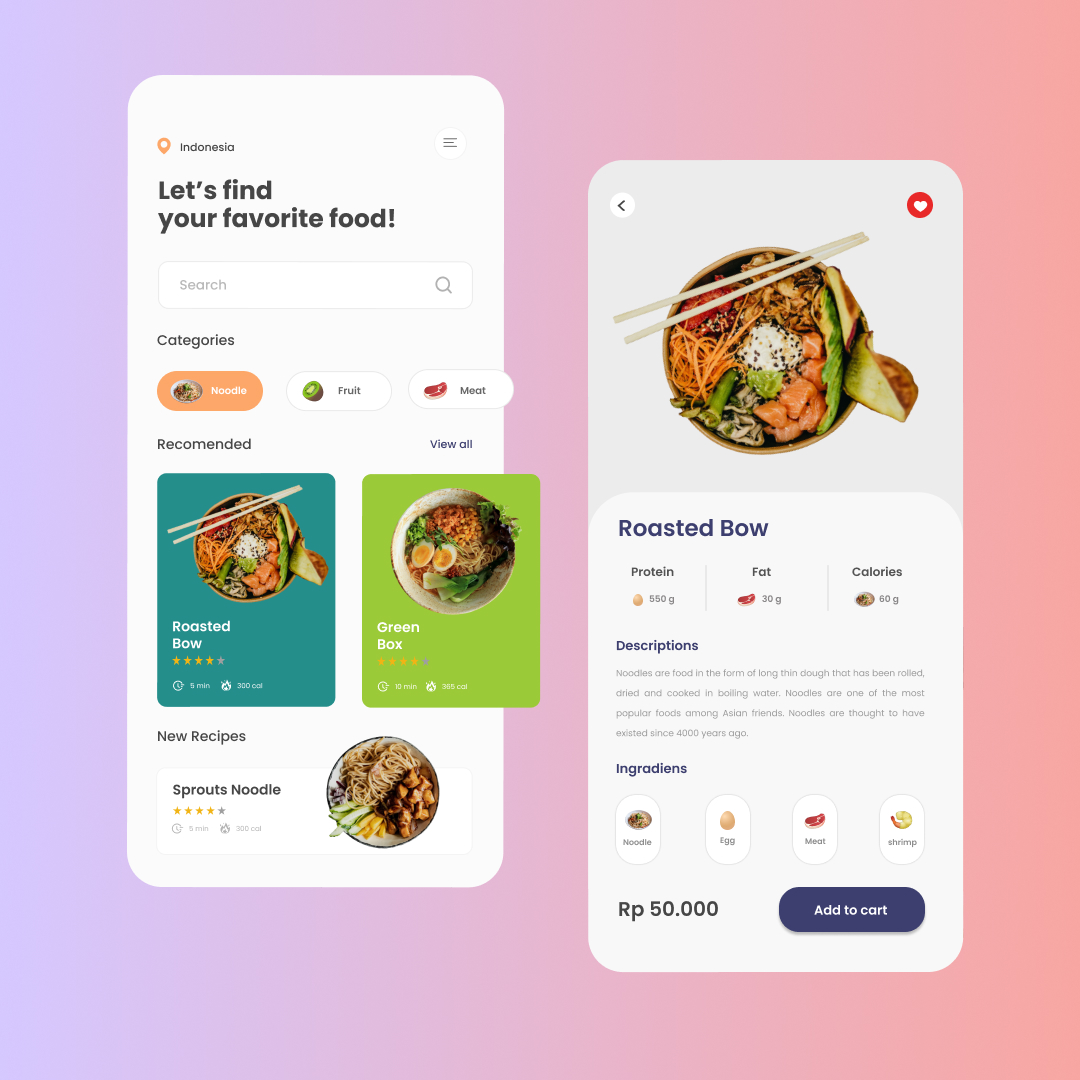 Indonesia
Let's find
your favorite food!
Search
Categories
Noodle
Fruit
Meat
Recomended
View all
Roasted
Bow
5 min
300 cal
Green
Box
10 min
365 cal
New Recipes
Sprouts Noodle
5 min
300 cal
Roasted Bow
Protein
Fat
Calories
550 g
30 g
60 g
Descriptions
Noodles are food in the form of long thin dough that has been rolled,
dried and cooked in boiling water. Noodles are one of the most
papular foods among Asian friends. Noodles are thought to have
existed since 4000 years ago.
Ingradiens
Noodle
Egg
Meat
shrimp
Rp 50.000
Add to cart